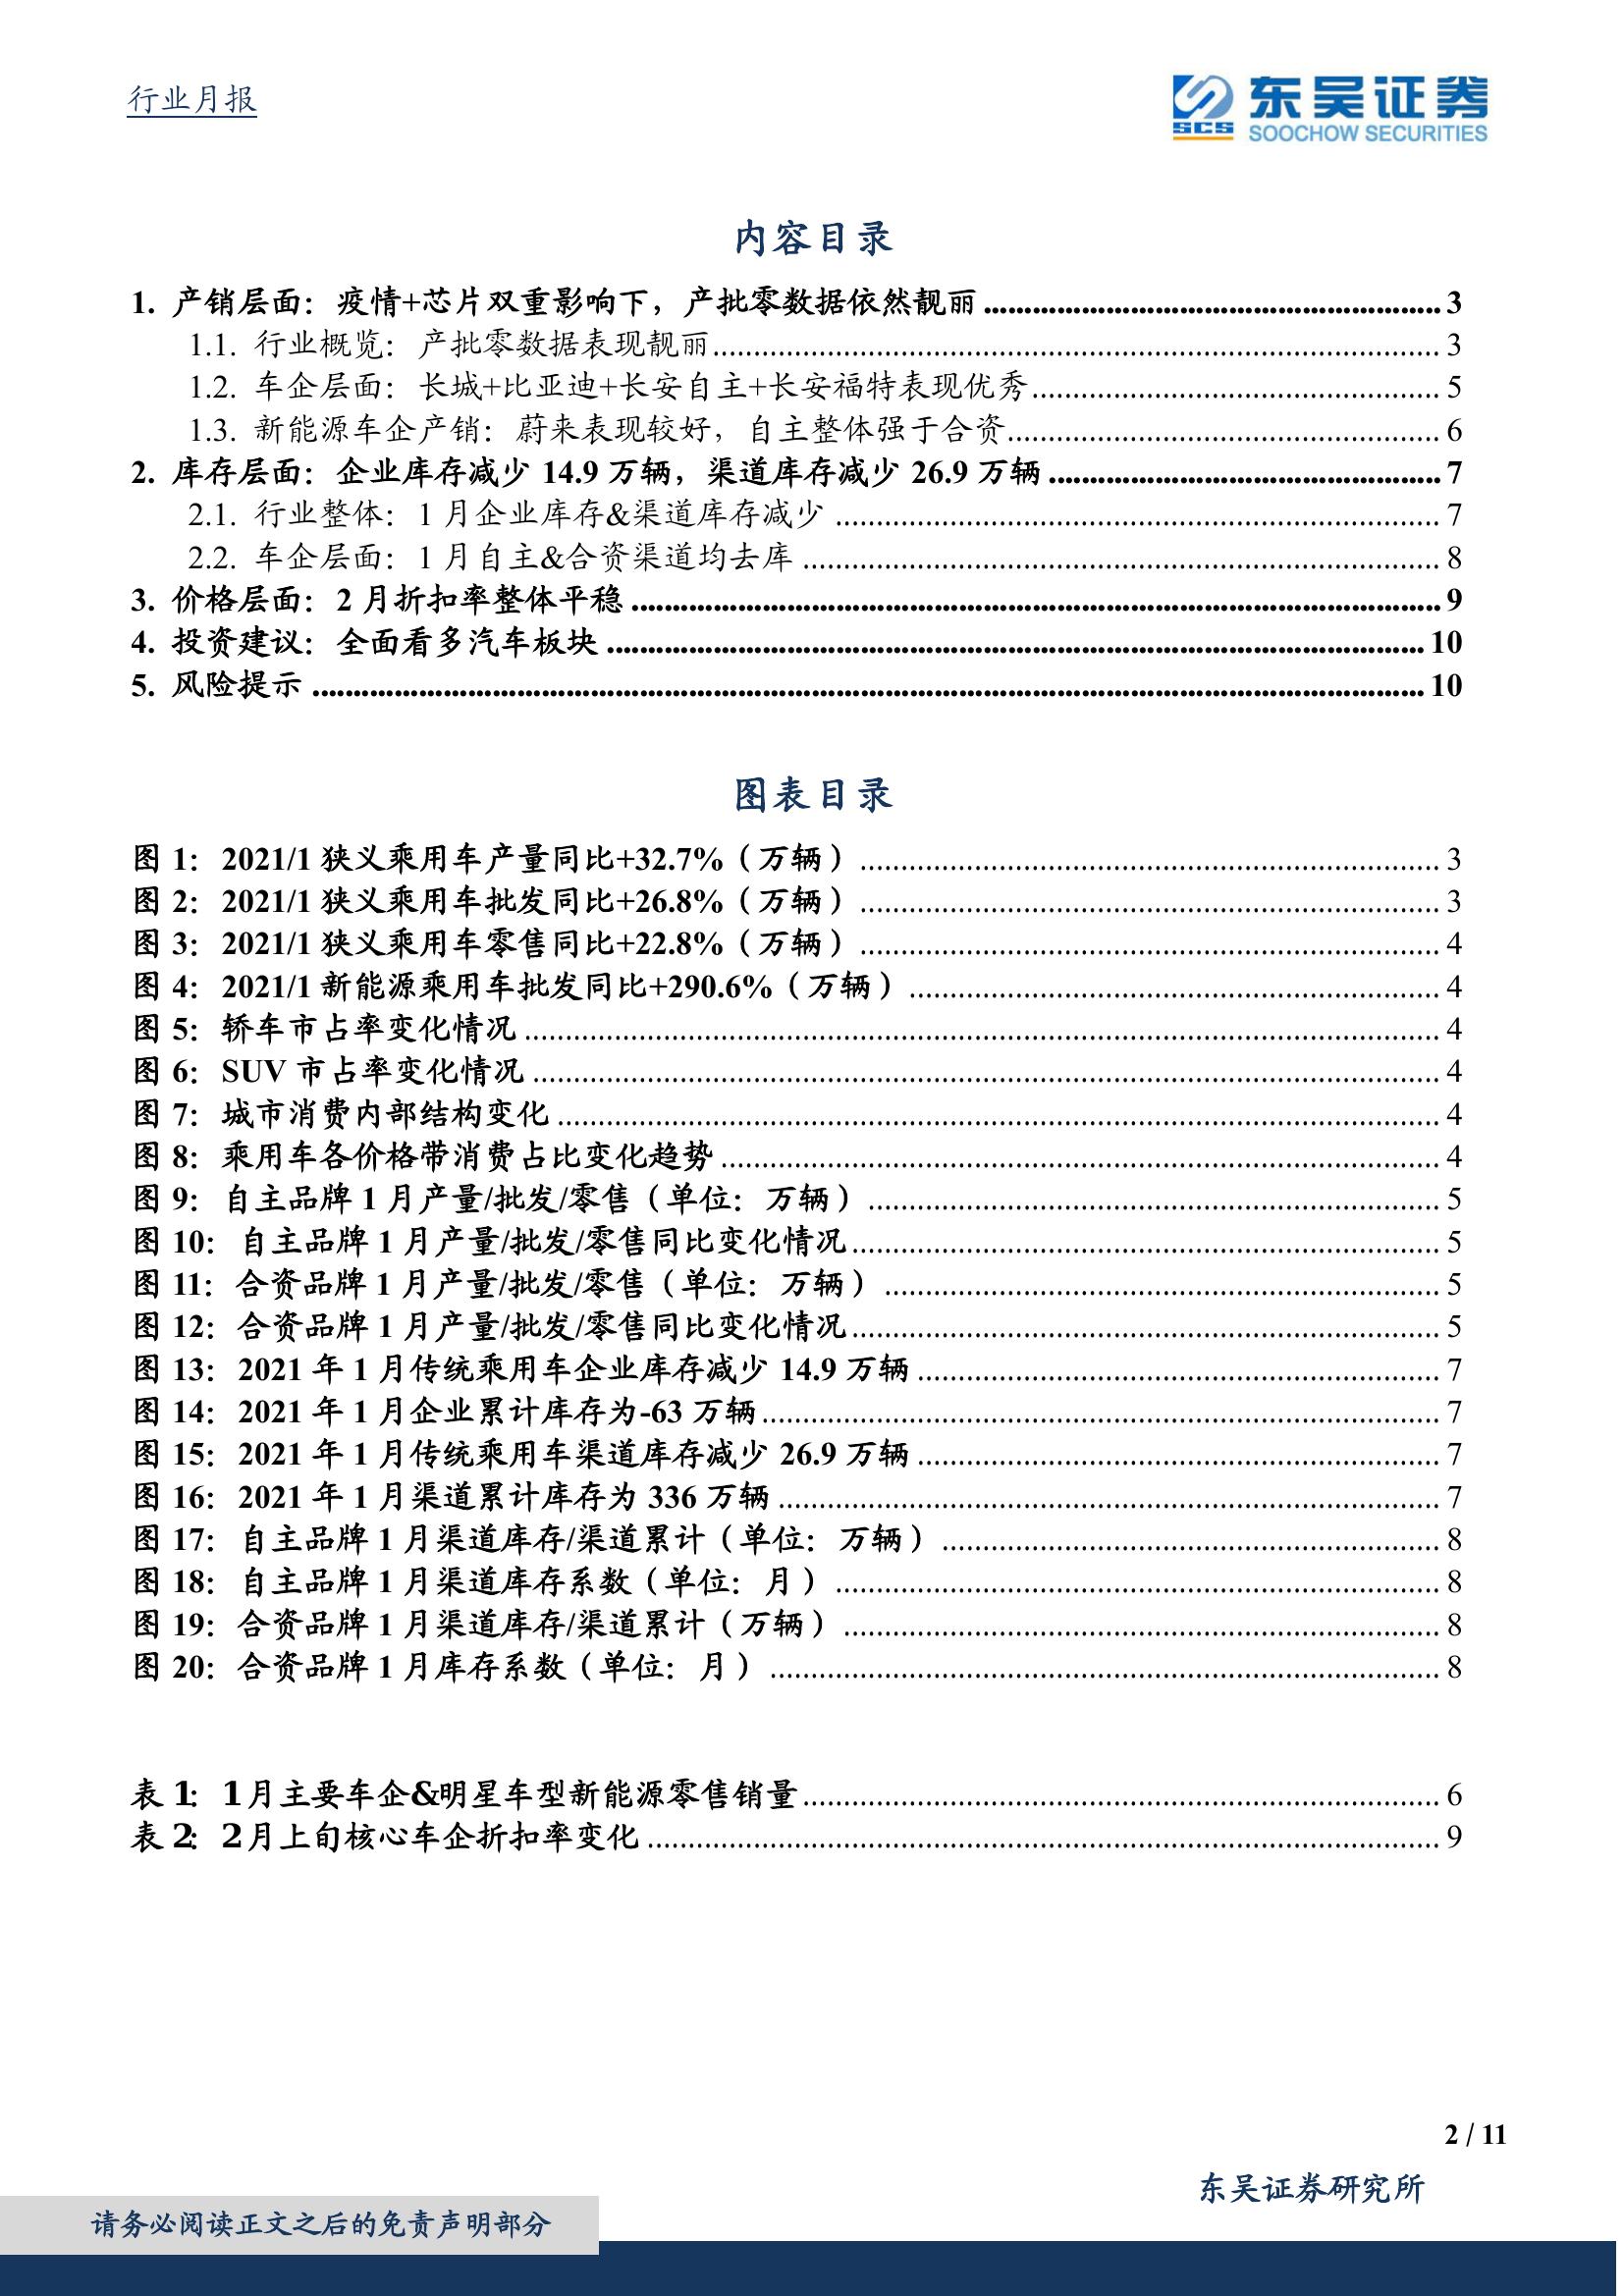 行业月报
东吴证券
SCS
SOOCHOW SECURITIES
内容目录
1. 产销层面：疫情+芯片双重影响下，产批零数据依然靓丽 ........ 3
1.1. 行业概览：产批零数据表现靓丽 ........ 3
1.2. 车企层面：长城+比亚迪+长安自主+长安福特表现优秀 ........ 5
1.3. 新能源车企产销：蔚来表现较好，自主整体强于合资 ........ 6
2. 库存层面：企业库存减少 14.9 万辆，渠道库存减少 26.9 万辆 ........ 7
2.1. 行业整体：1 月企业库存&渠道库存减少 ........ 7
2.2. 车企层面：1 月自主&合资渠道均去库 ........ 8
3. 价格层面：2 月折扣率整体平稳 ........ 9
4. 投资建议：全面看多汽车板块 ........ 10
5. 风险提示 ........ 10
图表目录
图 1：2021/1 狭义乘用车产量同比+32.7%（万辆） ........ 3
图 2：2021/1 狭义乘用车批发同比+26.8%（万辆） ........ 3
图 3：2021/1 狭义乘用车零售同比+22.8%（万辆） ........ 4
图 4：2021/1 新能源乘用车批发同比+290.6%（万辆） ........ 4
图 5：轿车市占率变化情况 ........ 4
图 6：SUV 市占率变化情况 ........ 4
图 7：城市消费内部结构变化 ........ 4
图 8：乘用车各价格带消费占比变化趋势 ........ 4
图 9：自主品牌 1 月产量/批发/零售（单位：万辆） ........ 5
图 10：自主品牌 1 月产量/批发/零售同比变化情况 ........ 5
图 11：合资品牌 1 月产量/批发/零售（单位：万辆） ........ 5
图 12：合资品牌 1 月产量/批发/零售同比变化情况 ........ 5
图 13：2021 年 1 月传统乘用车企业库存减少 14.9 万辆 ........ 7
图 14：2021 年 1 月企业累计库存为-63 万辆 ........ 7
图 15：2021 年 1 月传统乘用车渠道库存减少 26.9 万辆 ........ 7
图 16：2021 年 1 月渠道累计库存为 336 万辆 ........ 7
图 17：自主品牌 1 月渠道库存/渠道累计（单位：万辆） ........ 8
图 18：自主品牌 1 月渠道库存系数（单位：月） ........ 8
图 19：合资品牌 1 月渠道库存/渠道累计（万辆） ........ 8
图 20：合资品牌 1 月库存系数（单位：月） ........ 8
表 1：1 月主要车企&明星车型新能源零售销量 ........ 6
表 2：2 月上旬核心车企折扣率变化 ........ 9
2 / 11
东吴证券研究所
请务必阅读正文之后的免责声明部分